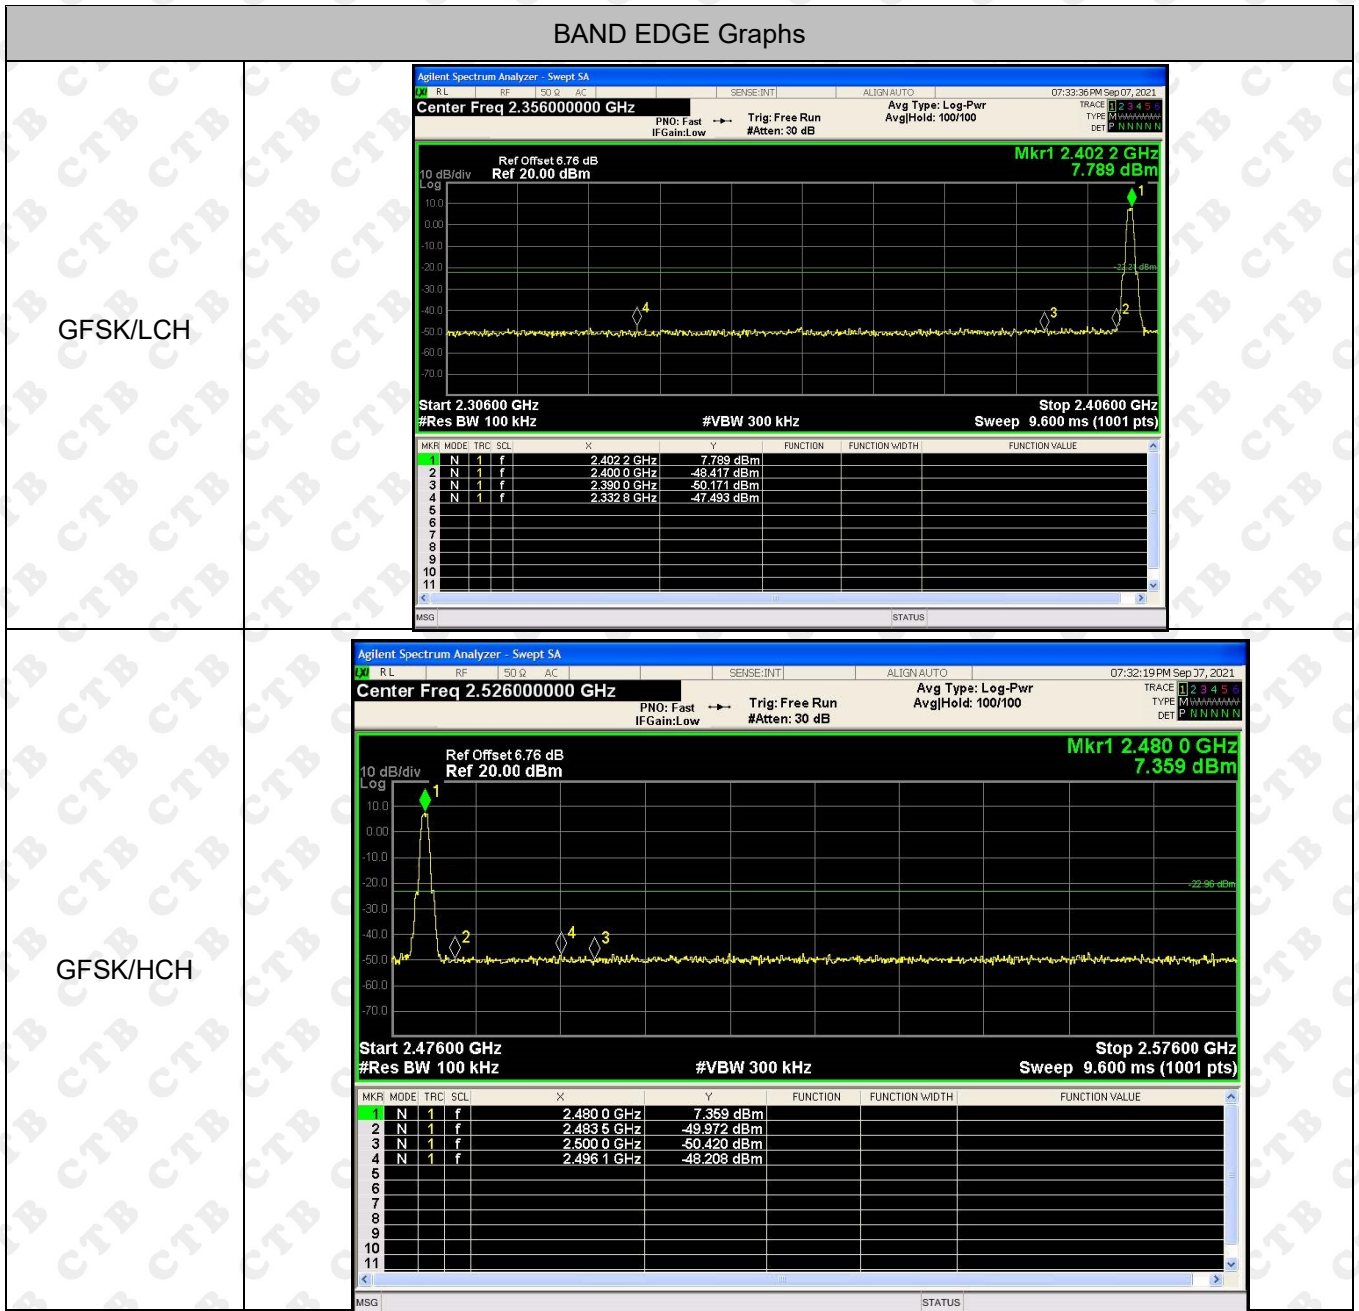 BAND EDGE Graphs
GFSK/LCH
Agilent Spectrum Analyzer - Swept SA
LXI RL RF 50 Ω AC SENSE:INT ALIGN AUTO 07:33:36 PM Sep 07, 2021
Center Freq 2.356000000 GHz Avg Type: Log-Pwr TRACE 1 2 3 4 5 6
PNO: Fast Trig: Free Run Avg|Hold: 100/100 TYPE M
IFGain:Low #Atten: 30 dB DET P N N N N N
Mkr1 2.402 2 GHz
Ref Offset 6.76 dB
10 dB/div Ref 20.00 dBm 7.789 dBm
Log
1
10.0
0.00
-10.0
-20.0
-22.21 dBm
-30.0
-40.0
4
3
2
-50.0
-60.0
-70.0
Start 2.30600 GHz Stop 2.40600 GHz
#Res BW 100 kHz #VBW 300 kHz Sweep 9.600 ms (1001 pts)
MKR MODE TRC SCL X Y FUNCTION FUNCTION WIDTH FUNCTION VALUE
1 N 1 f 2.402 2 GHz 7.789 dBm
2 N 1 f 2.400 0 GHz -48.417 dBm
3 N 1 f 2.390 0 GHz -50.171 dBm
4 N 1 f 2.332 8 GHz -47.493 dBm
5
6
7
8
9
10
11
MSG STATUS
GFSK/HCH
Agilent Spectrum Analyzer - Swept SA
LXI RL RF 50 Ω AC SENSE:INT ALIGN AUTO 07:32:19 PM Sep 07, 2021
Center Freq 2.526000000 GHz Avg Type: Log-Pwr TRACE 1 2 3 4 5 6
PNO: Fast Trig: Free Run Avg|Hold: 100/100 TYPE M
IFGain:Low #Atten: 30 dB DET P N N N N N
Mkr1 2.480 0 GHz
Ref Offset 6.76 dB
10 dB/div Ref 20.00 dBm 7.359 dBm
Log
1
10.0
0.00
-10.0
-20.0
-22.96 dBm
-30.0
-40.0
2
4
3
-50.0
-60.0
-70.0
Start 2.47600 GHz Stop 2.57600 GHz
#Res BW 100 kHz #VBW 300 kHz Sweep 9.600 ms (1001 pts)
MKR MODE TRC SCL X Y FUNCTION FUNCTION WIDTH FUNCTION VALUE
1 N 1 f 2.480 0 GHz 7.359 dBm
2 N 1 f 2.483 5 GHz -49.972 dBm
3 N 1 f 2.500 0 GHz -50.420 dBm
4 N 1 f 2.496 1 GHz -48.208 dBm
5
6
7
8
9
10
11
MSG STATUS